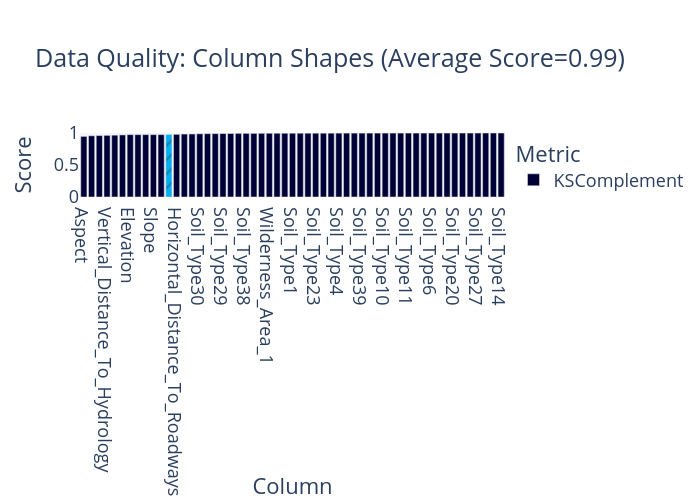 Data Quality: Column Shapes (Average Score=0.99)
Score
1
0.5
0
Aspect
Vertical_Distance_To_Hydrology
Elevation
Slope
Horizontal_Distance_To_Roadways
Soil_Type30
Soil_Type29
Soil_Type38
Wilderness_Area_1
Soil_Type1
Soil_Type23
Soil_Type4
Soil_Type39
Soil_Type10
Soil_Type11
Soil_Type6
Soil_Type20
Soil_Type27
Soil_Type14
Column
Metric
KSComplement